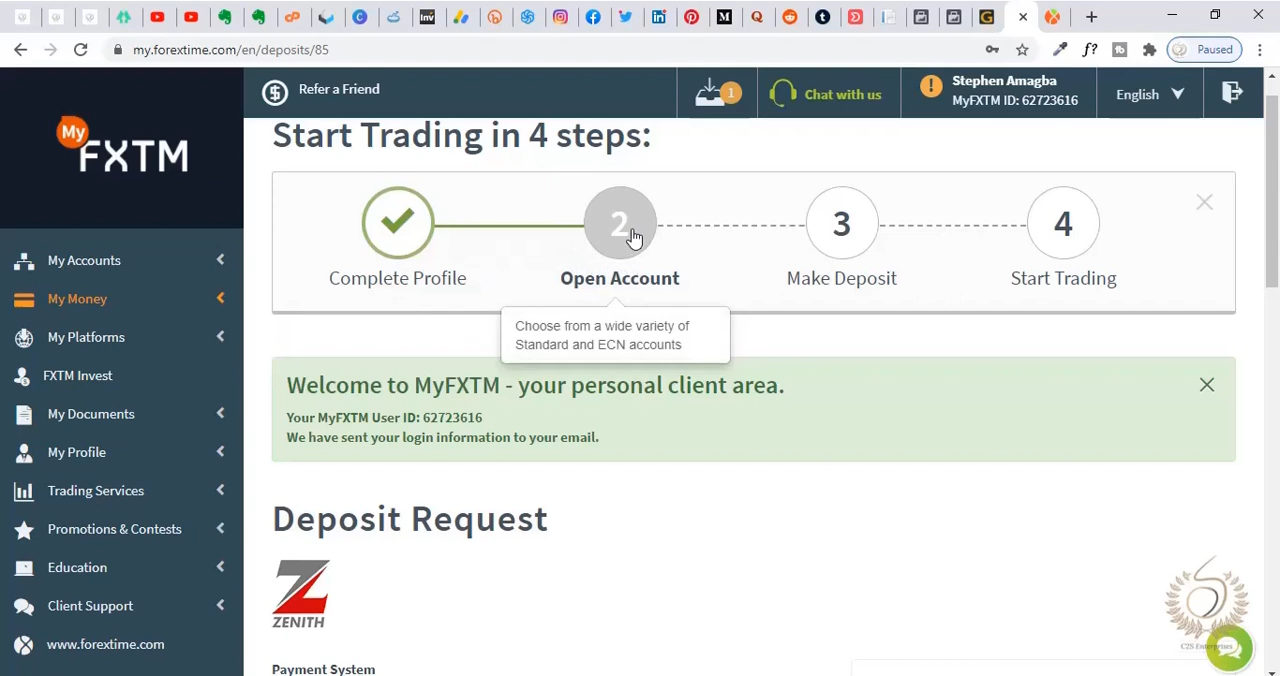 Inv
my.forextime.com/en/deposits/85
f?
Paused
My
FXTM
Refer a Friend
1
Chat with us
Stephen Amagba
MyFXTM ID: 62723616
English
Start Trading in 4 steps:
2
3
4
Complete Profile
Open Account
Make Deposit
Start Trading
Choose from a wide variety of
Standard and ECN accounts
My Accounts
My Money
My Platforms
FXTM Invest
My Documents
My Profile
Trading Services
Promotions & Contests
Education
Client Support
www.forextime.com
Welcome to MyFXTM - your personal client area.
Your MyFXTM User ID: 62723616
We have sent your login information to your email.
Deposit Request
ZENITH
Payment System
C2S Enterprises